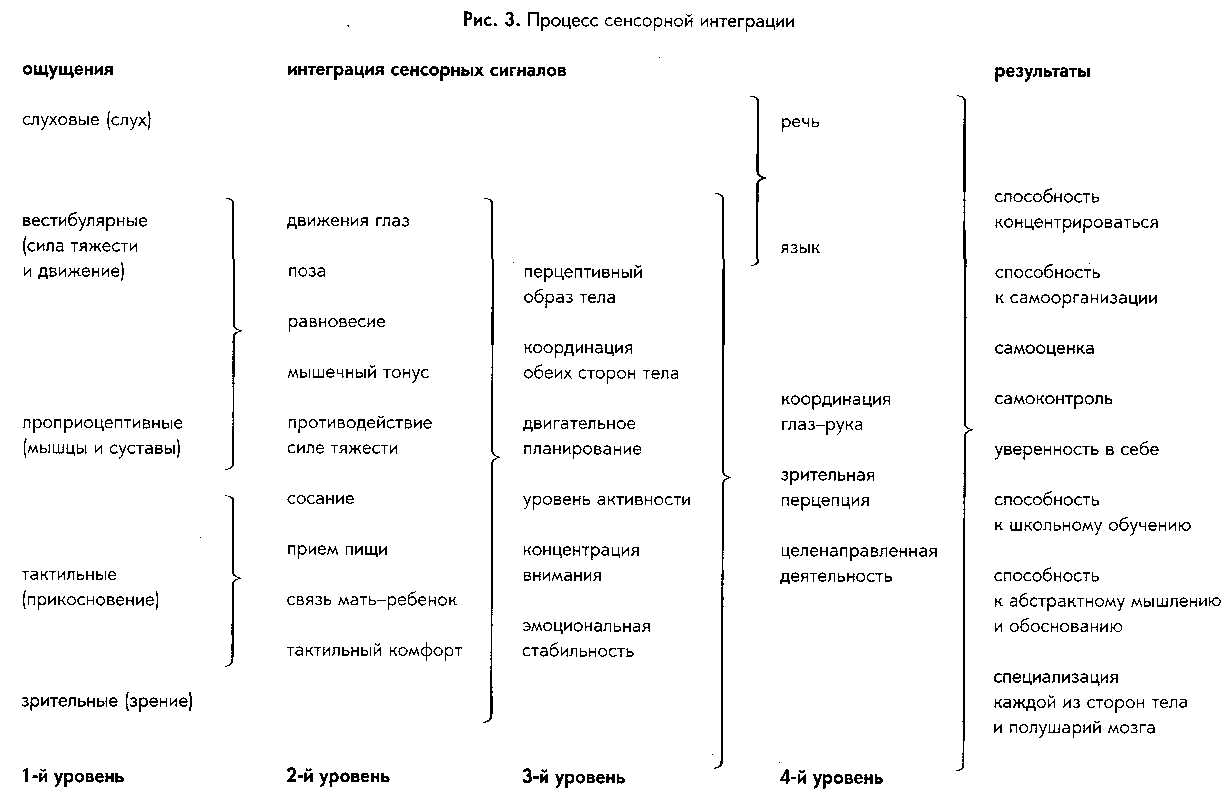 Рис. 3. Процесс сенсорной интеграции
ощущения
интеграция сенсорных сигналов
результаты
слуховые (слух)
вестибулярные
(сила тяжести
и движение)
проприоцептивные
(мышцы и суставы)
тактильные
(прикосновение)
зрительные (зрение)
1-й уровень
движения глаз
поза
равновесие
мышечный тонус
противодействие
силе тяжести
сосание
прием пищи
связь мать–ребенок
тактильный комфорт
2-й уровень
перцептивный
образ тела
координация
обеих сторон тела
двигательное
планирование
уровень активности
концентрация
внимания
эмоциональная
стабильность
3-й уровень
речь
язык
координация
глаз–рука
зрительная
перцепция
целенаправленная
деятельность
4-й уровень
способность
концентрироваться
способность
к самоорганизации
самооценка
самоконтроль
уверенность в себе
способность
к школьному обучению
способность
к абстрактному мышлению
и обоснованию
специализация
каждой из сторон тела
и полушарий мозга